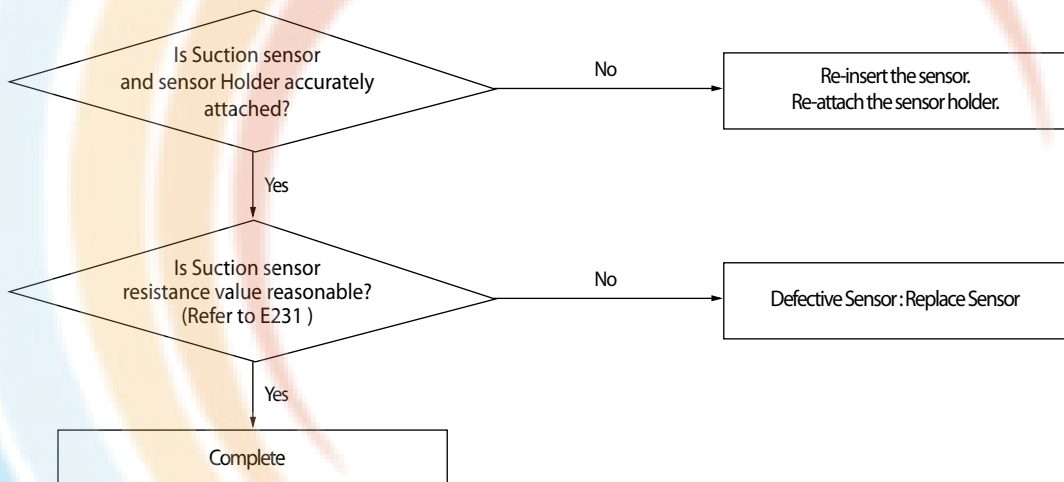 Is Suction sensor
and sensor Holder accurately
attached?
No
Re-insert the sensor.
Re-attach the sensor holder.
Yes
Is Suction sensor
resistance value reasonable?
(Refer to E231 )
No
Defective Sensor : Replace Sensor
Yes
Complete